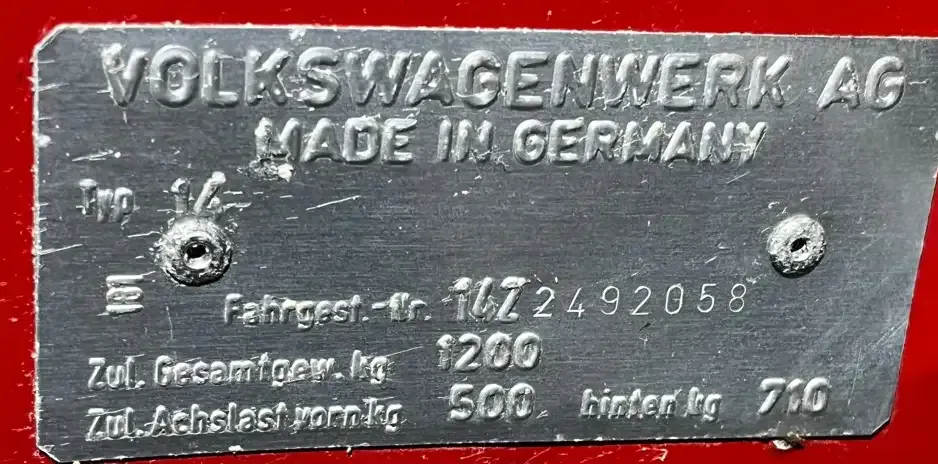 VOLKSWAGENWERK AG
MADE IN GERMANY
Typ 14
Fahrgest.-Nr. 142 2492058
Zul. Gesamtgew. kg 1200
Zul. Achslast vorn kg 500 hinten kg 710